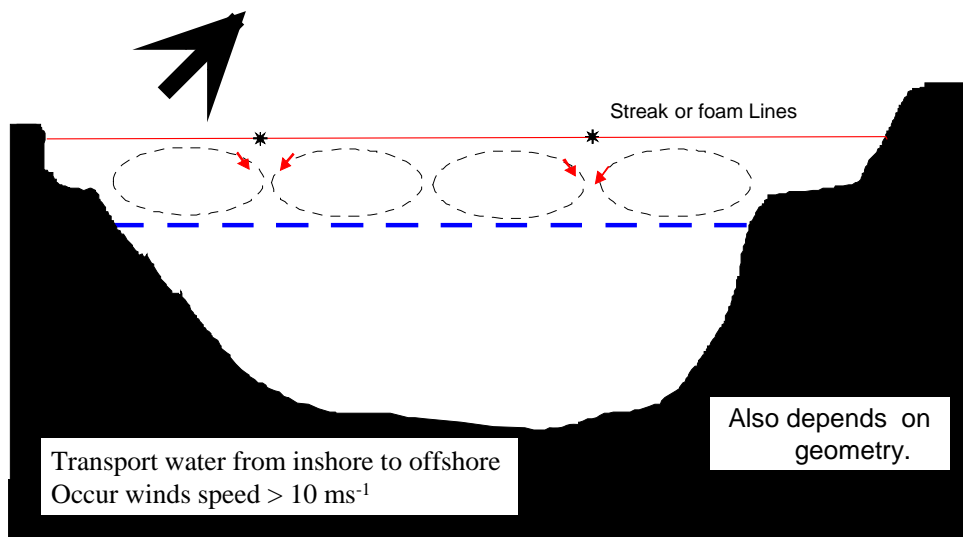 Streak or foam Lines
Also depends on
geometry.
Transport water from inshore to offshore
Occur winds speed > 10 ms⁻¹